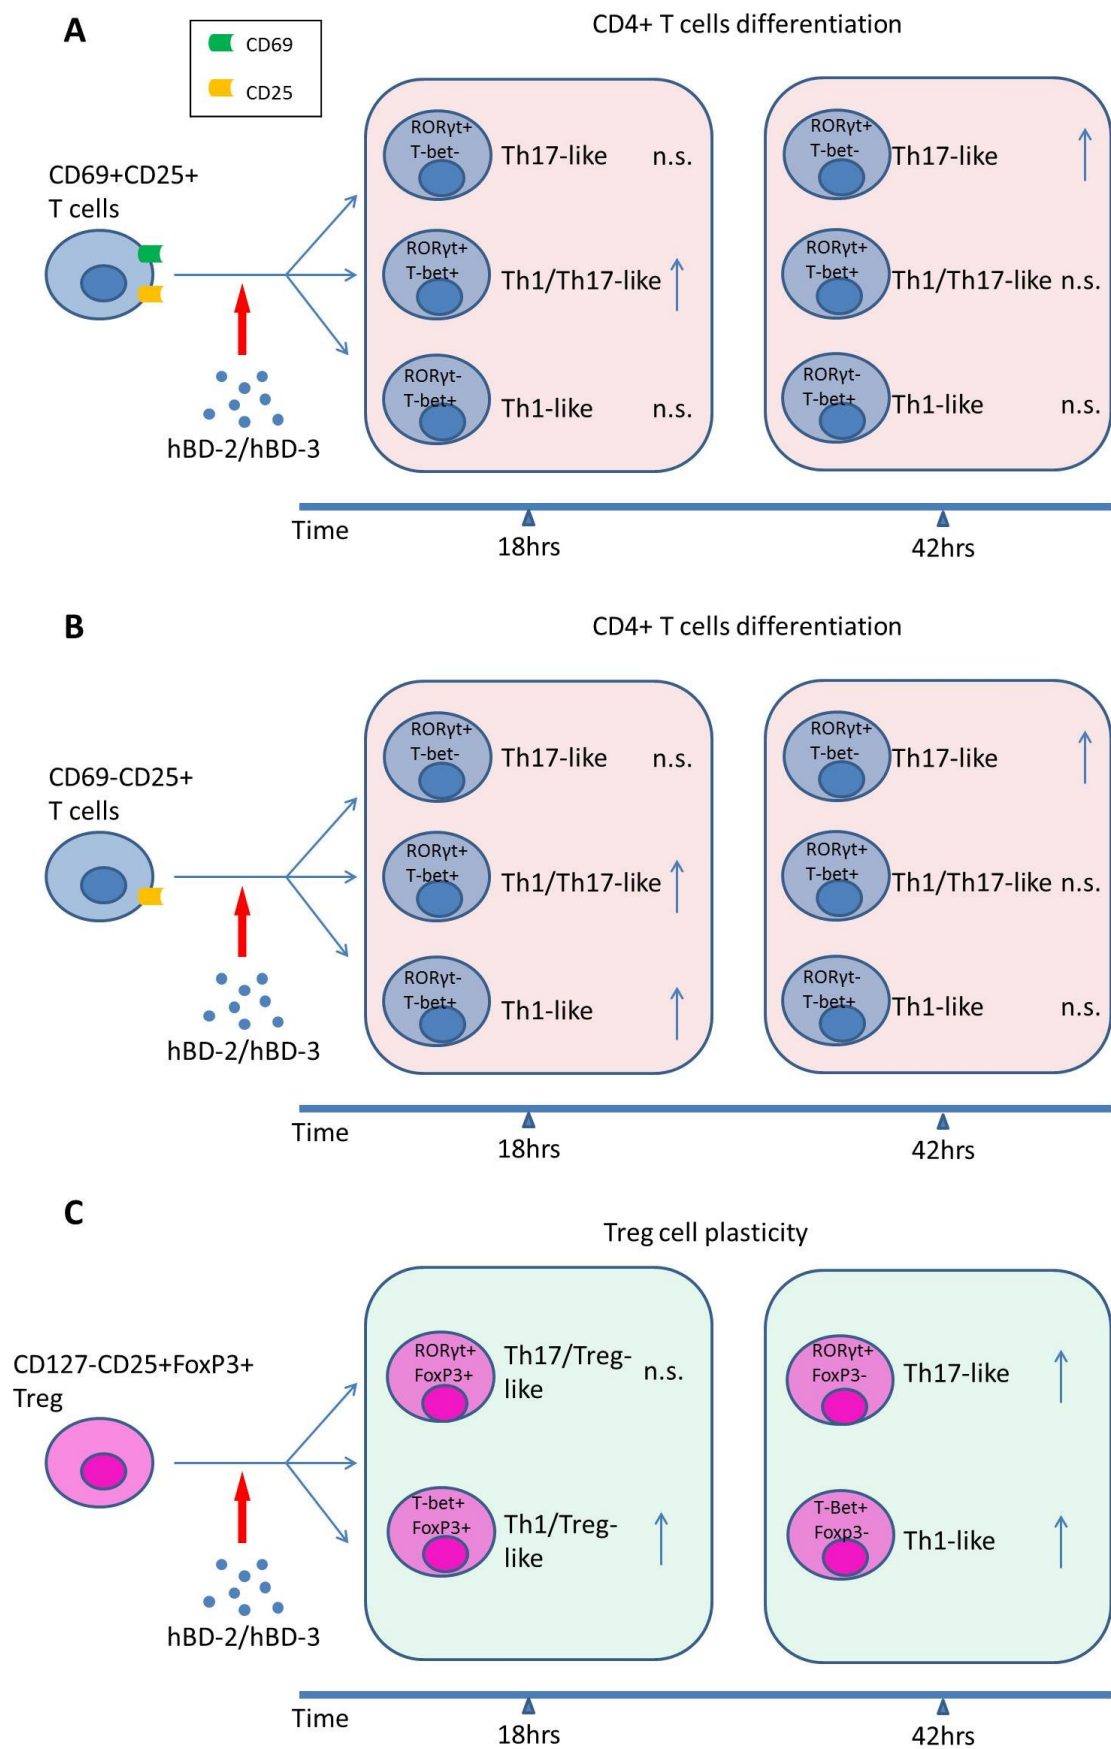 A
CD4+ T cells differentiation
CD69
CD25
CD69+CD25+
T cells
hBD-2/hBD-3
RORγt+
T-bet-
Th17-like n.s.
RORγt+
T-bet+
Th1/Th17-like
RORγt-
T-bet+
Th1-like n.s.
RORγt+
T-bet-
Th17-like
RORγt+
T-bet+
Th1/Th17-like n.s.
RORγt-
T-bet+
Th1-like n.s.
Time
18hrs
42hrs
B
CD4+ T cells differentiation
CD69-CD25+
T cells
hBD-2/hBD-3
RORγt+
T-bet-
Th17-like n.s.
RORγt+
T-bet+
Th1/Th17-like
RORγt-
T-bet+
Th1-like
RORγt+
T-bet-
Th17-like
RORγt+
T-bet+
Th1/Th17-like n.s.
RORγt-
T-bet+
Th1-like n.s.
Time
18hrs
42hrs
C
Treg cell plasticity
CD127-CD25+FoxP3+
Treg
hBD-2/hBD-3
RORγt+
FoxP3+
Th17/Treg-
like
n.s.
T-bet+
FoxP3+
Th1/Treg-
like
RORγt+
FoxP3-
Th17-like
T-Bet+
Foxp3-
Th1-like
Time
18hrs
42hrs